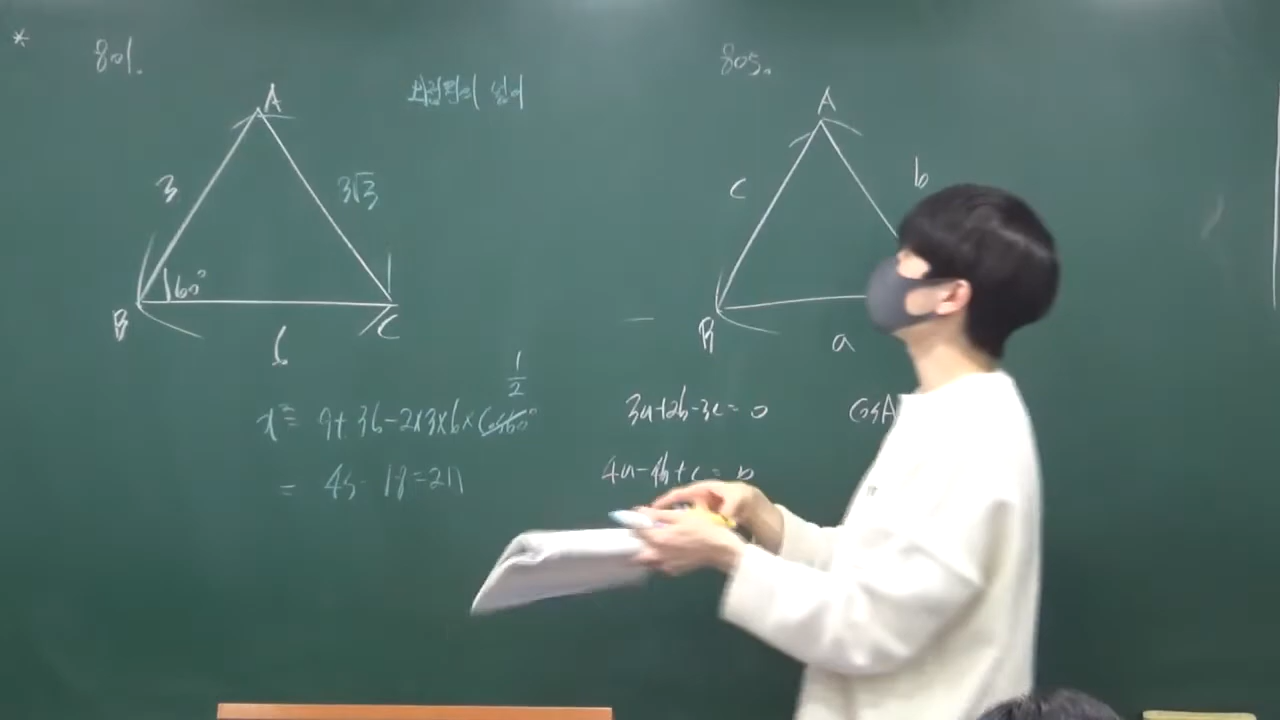 *
801.
A
3
3√3
60°
B
C
6
1/2
x² = 9+36-2×3×6×cos60°
= 45-18=27
805.
A
c
b
B
a
3a+2b-3c=0
cosA
4a-4b+c=0